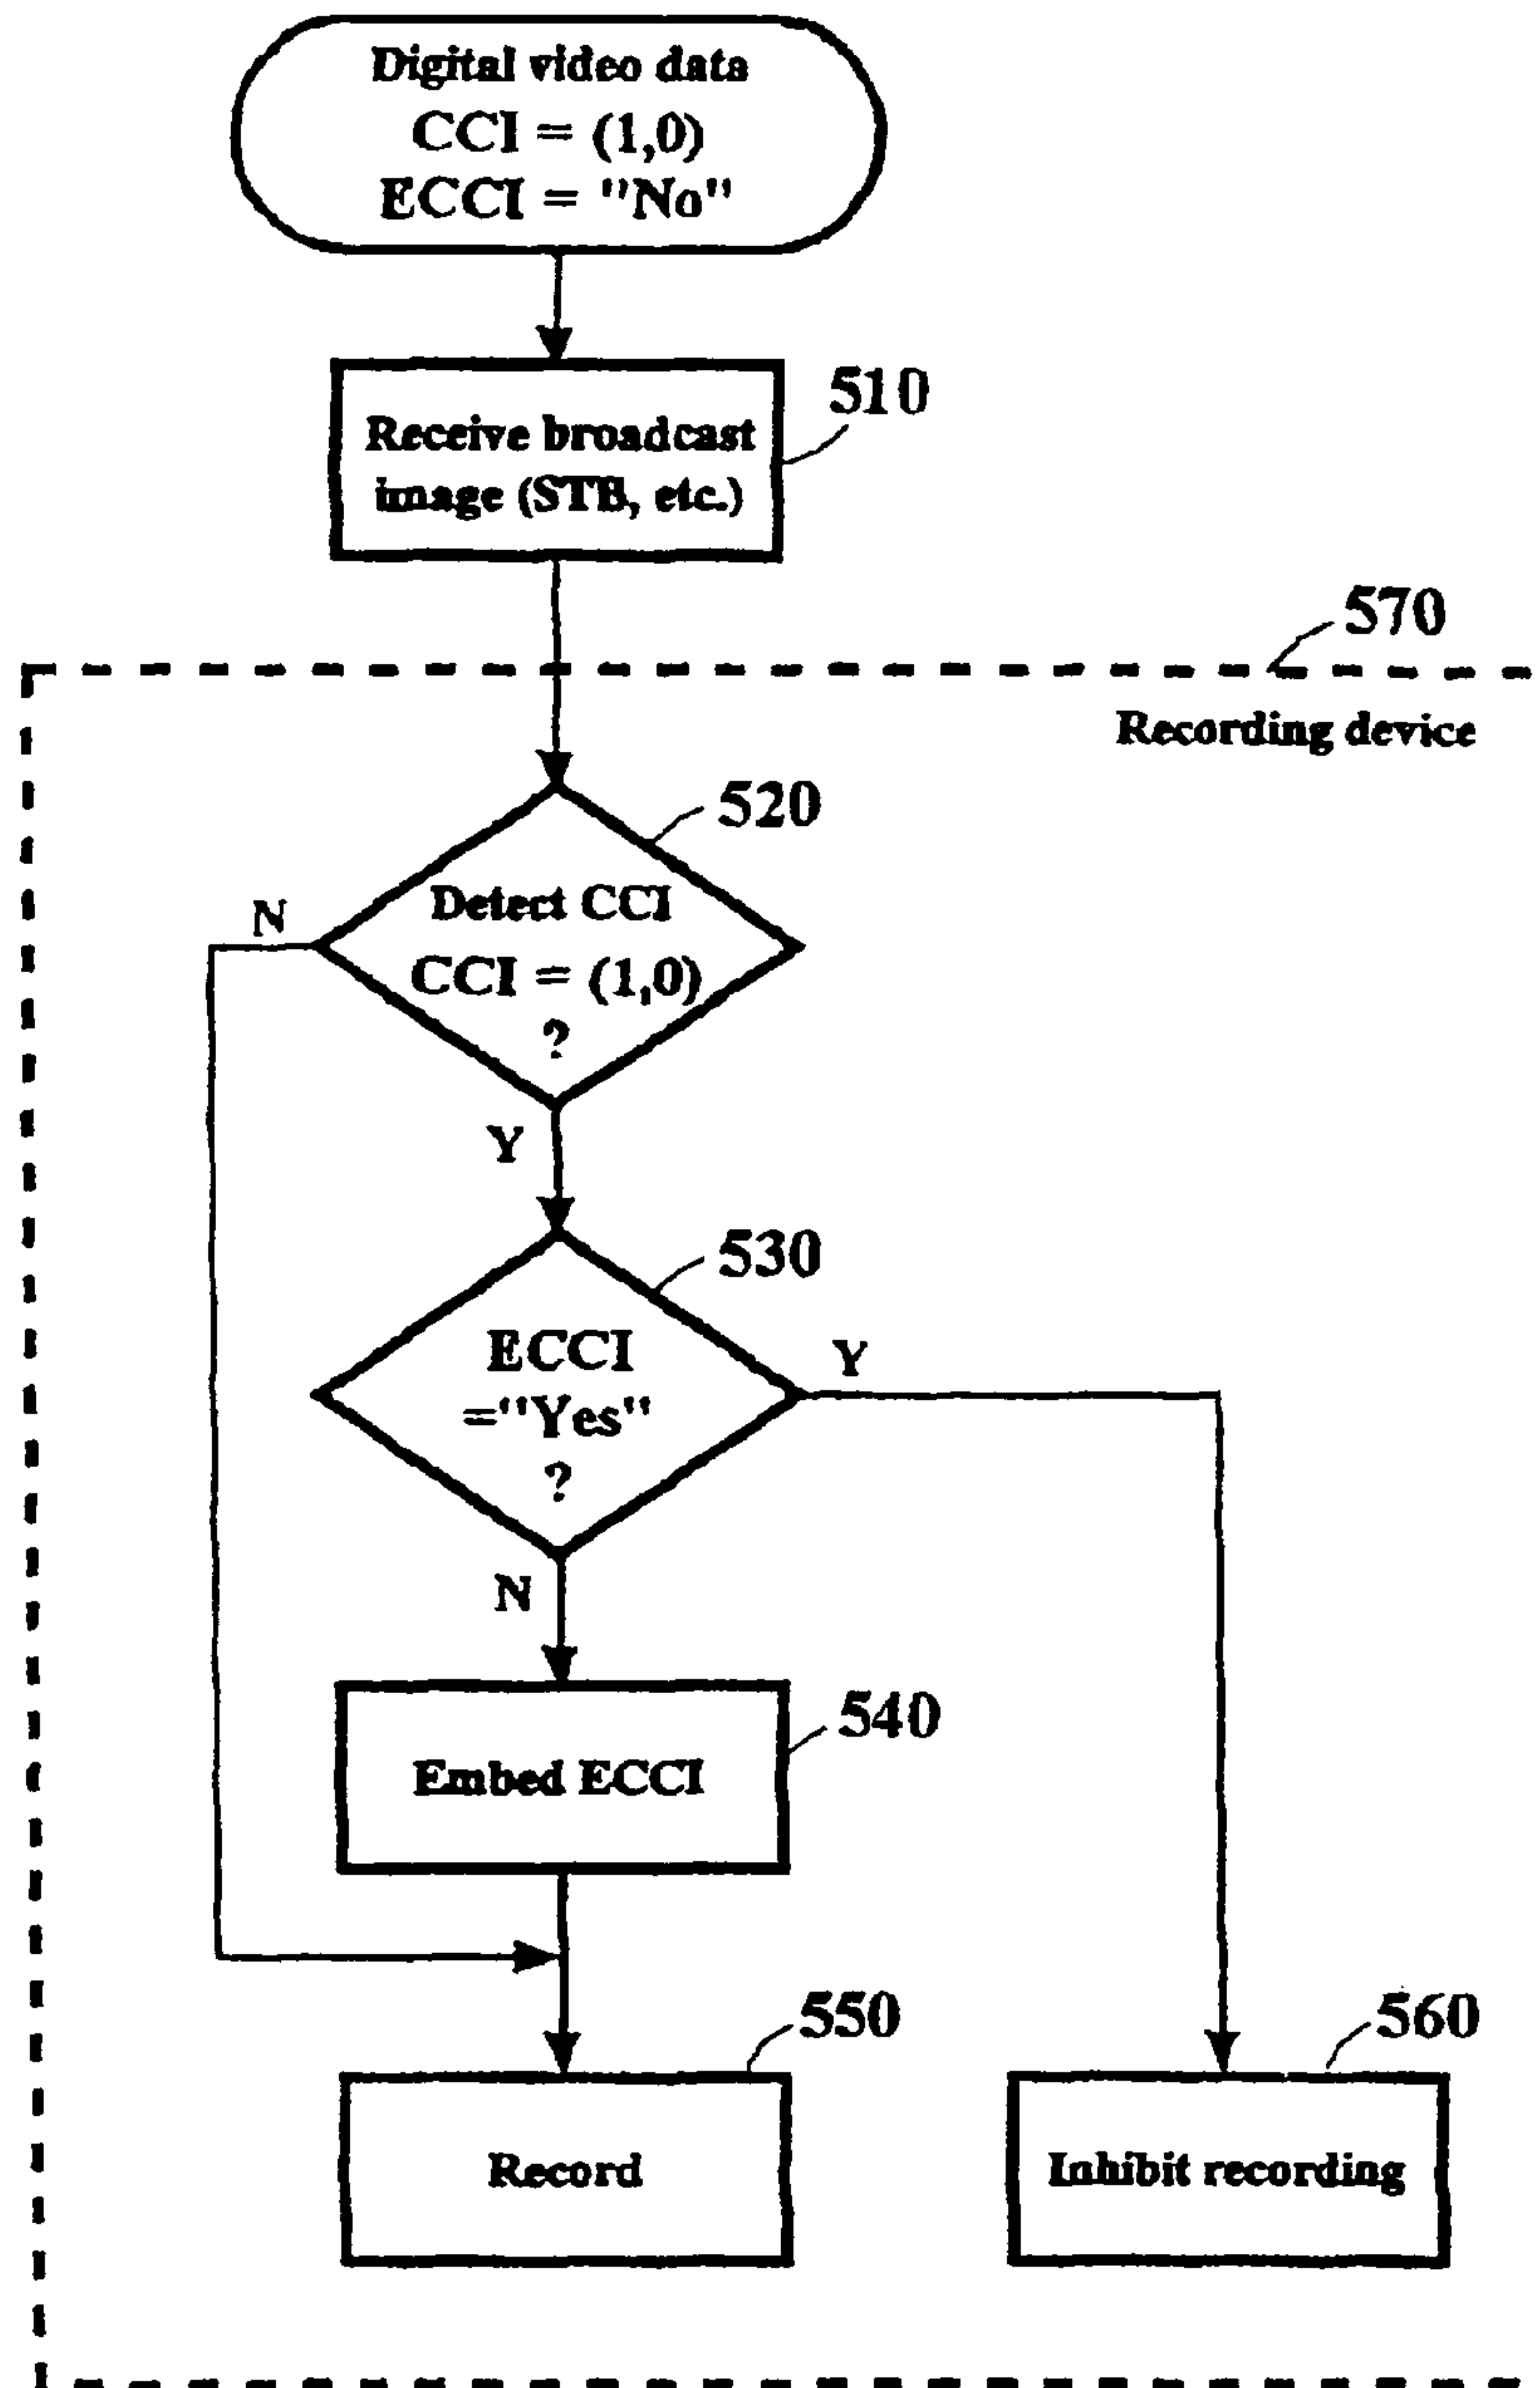 Digital video data
CCI = (1,0)
ECCI = "No"
510
Receive broadcast
image (STB, etc.)
570
Recording device
520
N
Detect CCI
CCI = (1,0)
?
Y
530
ECCI
="Yes"
?
Y
N
540
Embed ECCI
550
560
Record
Inhibit recording